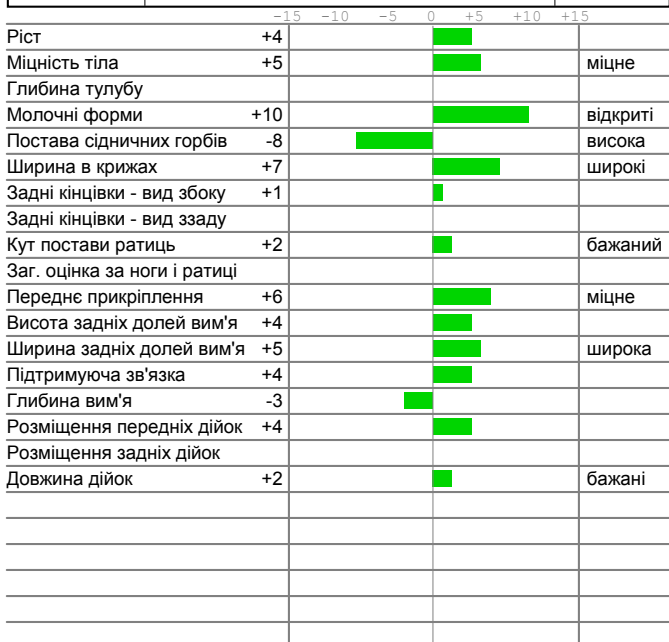 -15 -10 -5 0 +5 +10 +15
Ріст +4
Міцність тіла +5 міцне
Глибина тулубу
Молочні форми +10 відкриті
Постава сідничних горбів -8 висока
Ширина в крижах +7 широкі
Задні кінцівки - вид збоку +1
Задні кінцівки - вид ззаду
Кут постави ратиць +2 бажаний
Заг. оцінка за ноги і ратиці
Переднє прикріплення +6 міцне
Висота задніх долей вим'я +4
Ширина задніх долей вим'я +5 широка
Підтримуюча зв'язка +4
Глибина вим'я -3
Розміщення передніх дійок +4
Розміщення задніх дійок
Довжина дійок +2 бажані